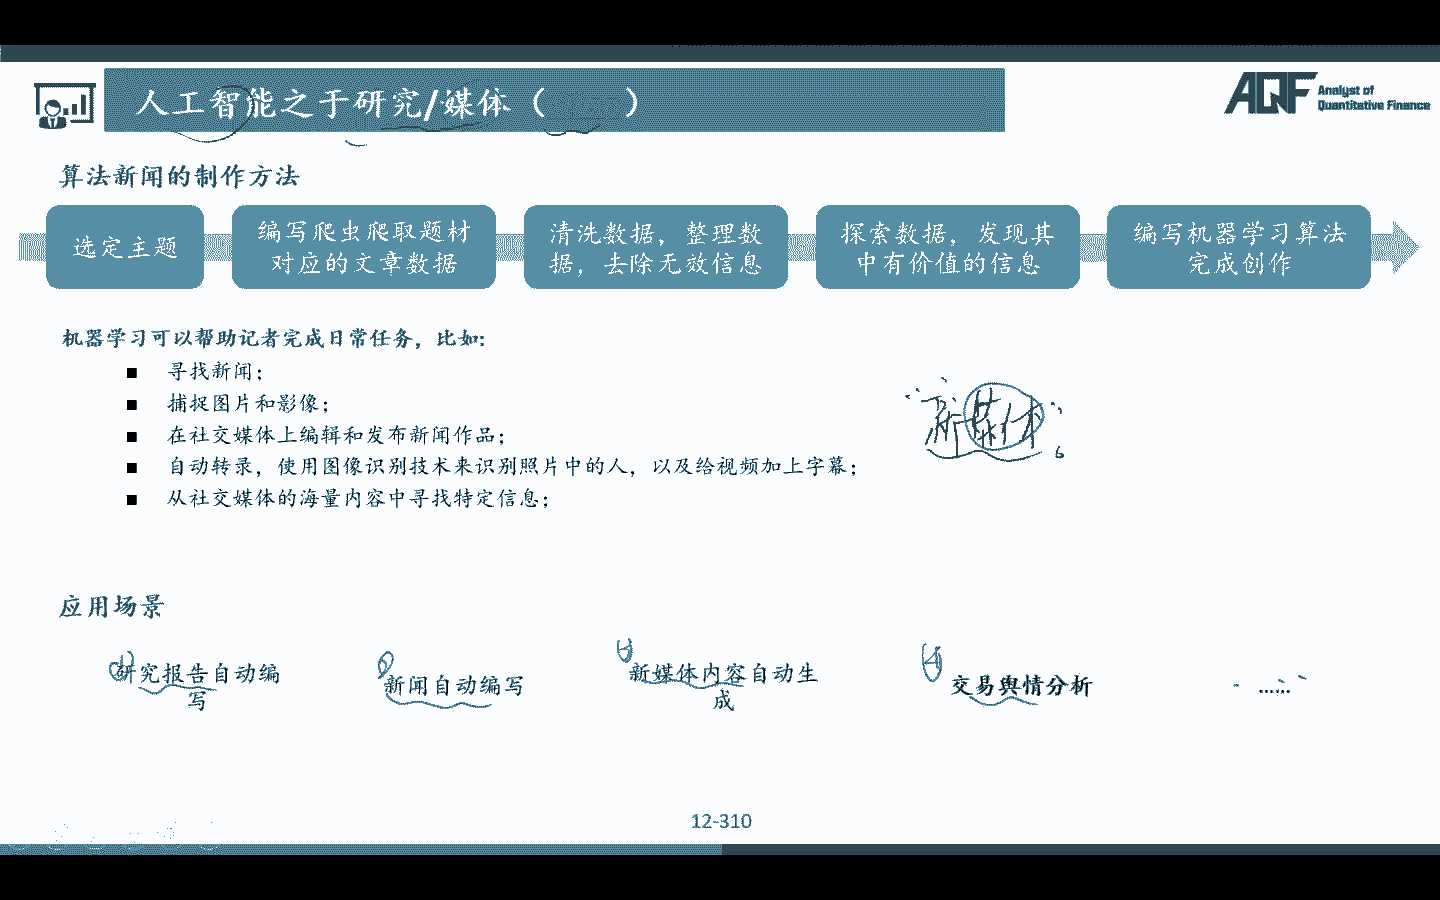 人工智能之于研究/媒体（ ）
AQF Analyst of
Quantitative Finance
算法新闻的制作方法
选定主题
编写爬虫爬取题材
对应的文章数据
清洗数据，整理数
据，去除无效信息
探索数据，发现其
中有价值的信息
编写机器学习算法
完成创作
机器学习可以帮助记者完成日常任务，比如:
■ 寻找新闻；
■ 捕捉图片和影像；
■ 在社交媒体上编辑和发布新闻作品；
■ 自动转录，使用图像识别技术来识别照片中的人，以及给视频加上字幕；
■ 从社交媒体的海量内容中寻找特定信息；
新媒体
应用场景
研究报告自动编
写
新闻自动编写
新媒体内容自动生
成
交易舆情分析
……
12-310